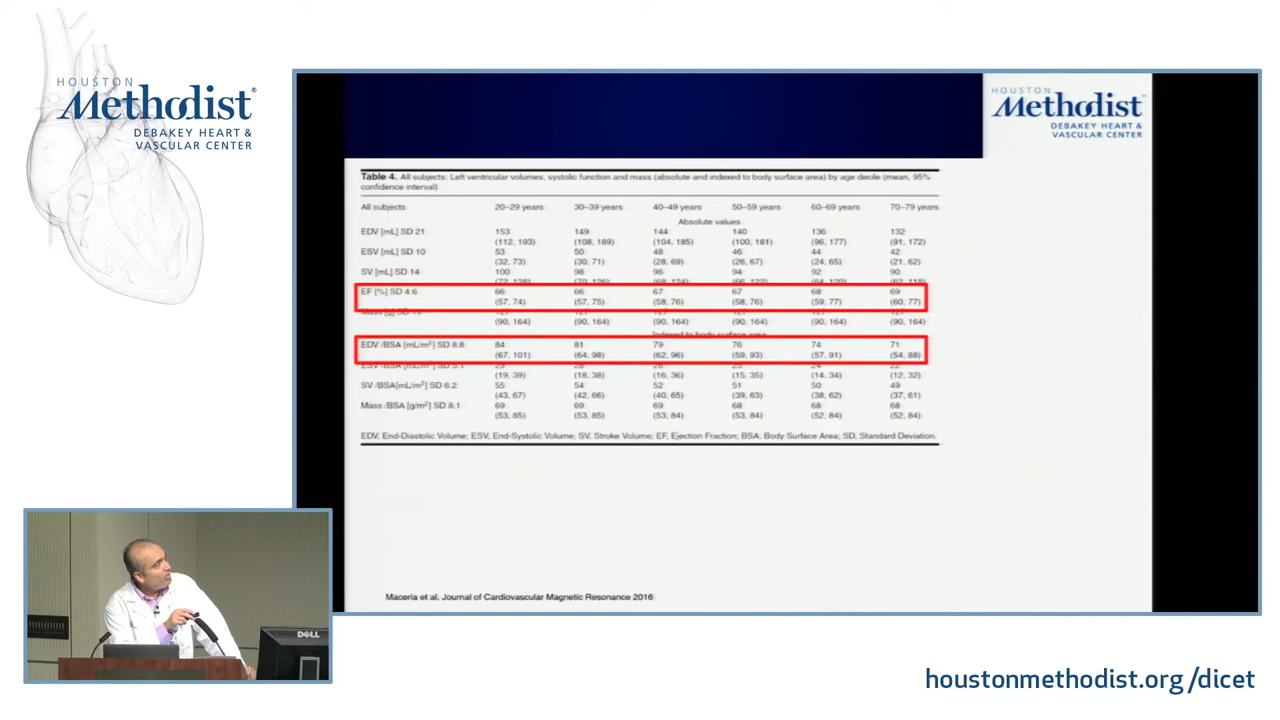 HOUSTON
Methodist
DEBAKEY HEART &
VASCULAR CENTER
HOUSTON
Methodist
DEBAKEY HEART &
VASCULAR CENTER
Table 4. All subjects: Left ventricular volumes, systolic function and mass (absolute and indexed to body surface area) by age decile (mean, 95%
confidence interval)
All subjects 20–29 years 30–39 years 40–49 years 50–59 years 60–69 years 70–79 years
Absolute values
EDV [mL] SD 21 153 149 144 140 136 132
(112, 193) (108, 189) (104, 185) (100, 181) (96, 177) (91, 172)
ESV [mL] SD 10 53 50 48 46 44 42
(32, 73) (30, 71) (28, 69) (26, 67) (24, 65) (21, 62)
SV [mL] SD 14 100 98 96 94 92 90
EF [%] SD 4.6 66 66 67 67 68 69
(57, 74) (57, 75) (58, 76) (58, 76) (59, 77) (60, 77)
(90, 164) (90, 164) (90, 164) (90, 164) (90, 164) (90, 164)
EDV /BSA [mL/m²] SD 8.8 84 81 79 76 74 71
(67, 101) (64, 98) (62, 96) (59, 93) (57, 91) (54, 88)
(19, 39) (18, 38) (16, 36) (15, 35) (14, 34) (12, 32)
SV /BSA[mL/m²] SD 6.2 55 54 52 51 50 49
(43, 67) (42, 66) (40, 65) (39, 63) (38, 62) (37, 61)
Mass /BSA [g/m²] SD 8.1 69 69 69 68 68 68
(53, 85) (53, 85) (53, 84) (53, 84) (52, 84) (52, 84)
EDV, End-Diastolic Volume; ESV, End-Systolic Volume; SV, Stroke Volume; EF, Ejection Fraction; BSA, Body Surface Area; SD, Standard Deviation.
Maceria et al. Journal of Cardiovascular Magnetic Resonance 2016
DELL
houstonmethodist.org/dicet